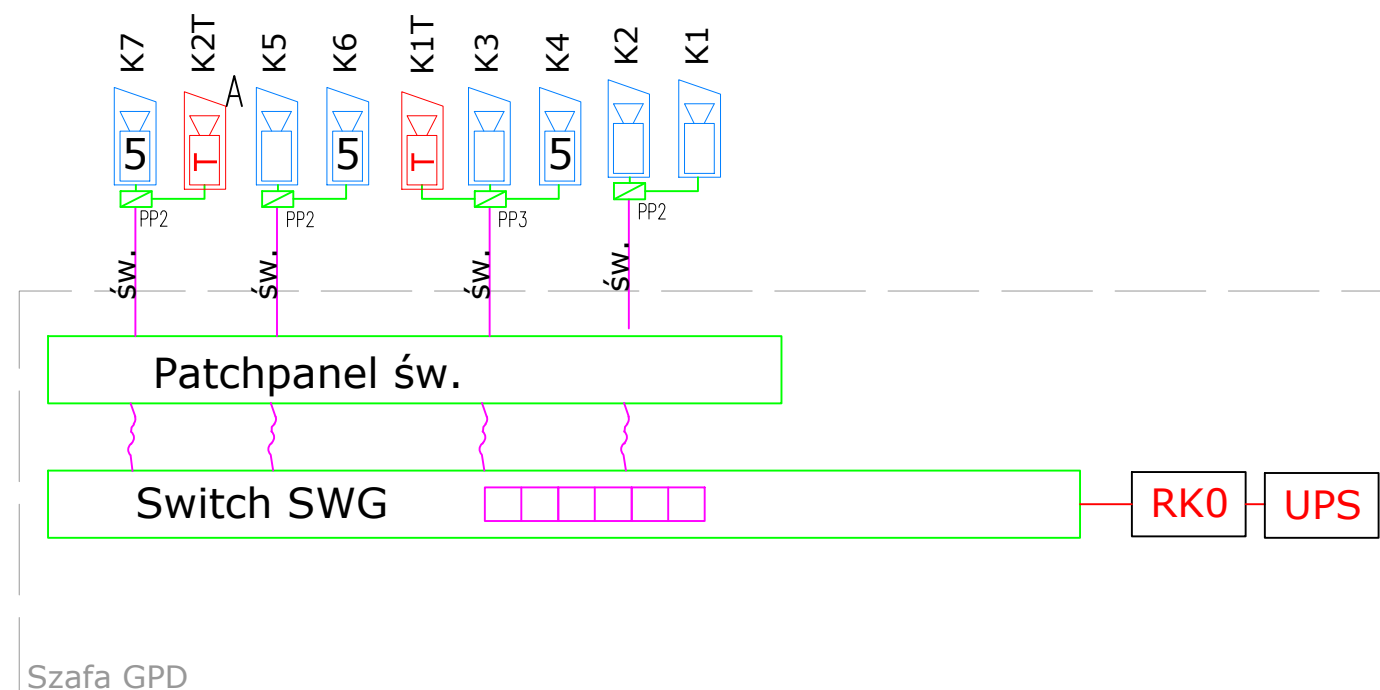 K7
K2T
K5
K6
K1T
K3
K4
K2
K1
A
5
T
5
T
5
PP2
PP2
PP3
PP2
św.
św.
św.
św.
Patchpanel św.
Switch SWG
RK0
UPS
Szafa GPD